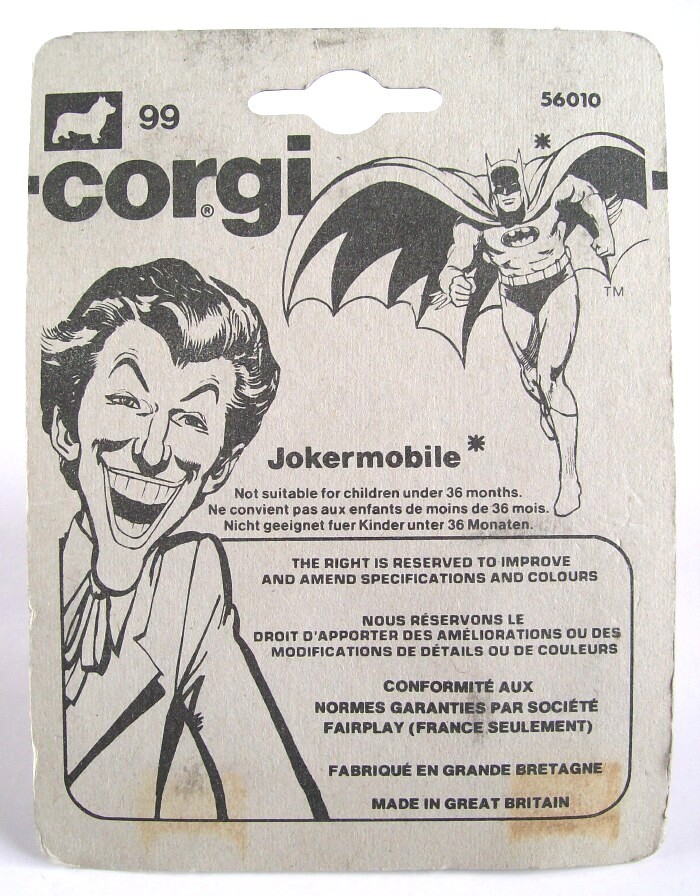 99
56010
corgi®
*
TM
Jokermobile*
Not suitable for children under 36 months.
Ne convient pas aux enfants de moins de 36 mois.
Nicht geeignet fuer Kinder unter 36 Monaten.
THE RIGHT IS RESERVED TO IMPROVE
AND AMEND SPECIFICATIONS AND COLOURS
NOUS RÉSERVONS LE
DROIT D'APPORTER DES AMÉLIORATIONS OU DES
MODIFICATIONS DE DÉTAILS OU DE COULEURS
CONFORMITÉ AUX
NORMES GARANTIES PAR SOCIÉTÉ
FAIRPLAY (FRANCE SEULEMENT)
FABRIQUÉ EN GRANDE BRETAGNE
MADE IN GREAT BRITAIN